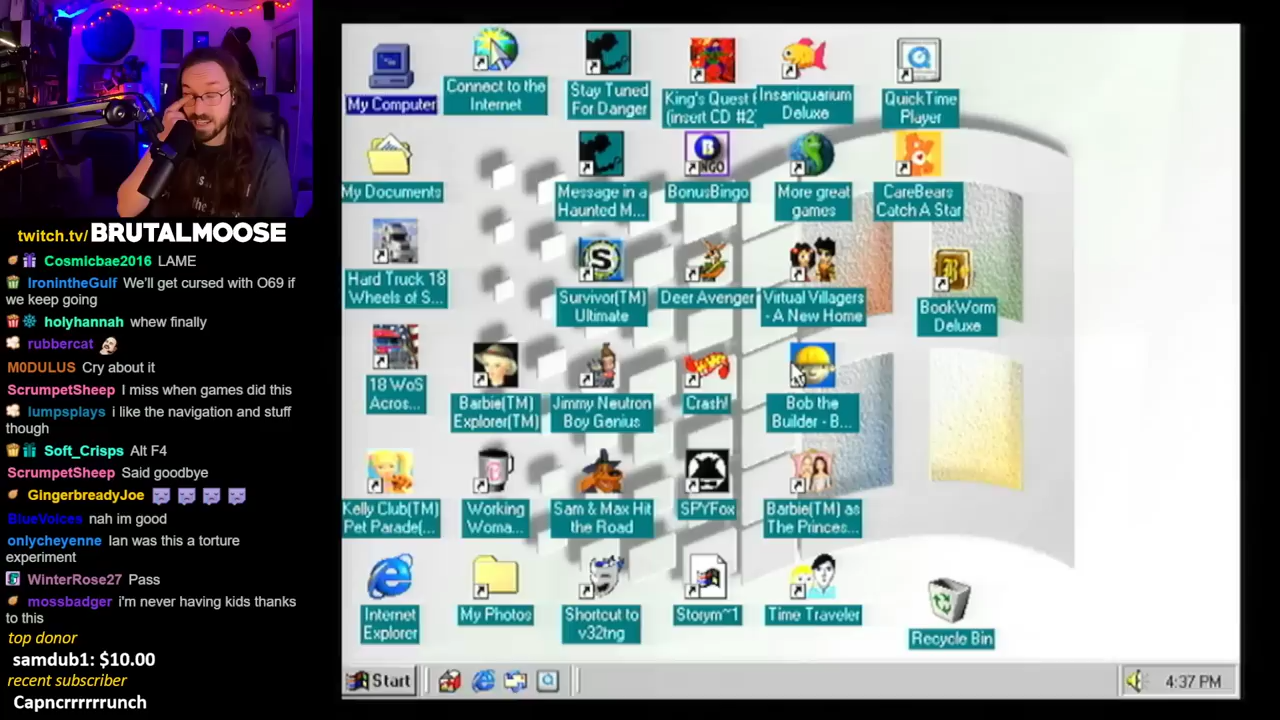 twitch.tv/BRUTALMOOSE
Cosmicbae2016 LAME
IronintheGulf We'll get cursed with O69 if
we keep going
holyhannah whew finally
rubbercat
M0DULUS Cry about it
ScrumpetSheep I miss when games did this
lumpsplays i like the navigation and stuff
though
Soft_Crisps Alt F4
ScrumpetSheep Said goodbye
GingerbreadyJoe
BlueVoices nah im good
onlycheyenne Ian was this a torture
experiment
WinterRose27 Pass
mossbadger i'm never having kids thanks
to this
top donor
samdub1: $10.00
recent subscriber
Capncrrrrrrunch
My Computer
Connect to the
Internet
Stay Tuned
For Danger
King's Quest
(insert CD #2)
Insaniquarium
Deluxe
QuickTime
Player
My Documents
Message in a
Haunted M...
BonusBingo
More great
games
CareBears
Catch A Star
Hard Truck 18
Wheels of S...
Survivor(TM)
Ultimate
Deer Avenger
Virtual Villagers
- A New Home
BookWorm
Deluxe
18 WoS
Acros...
Barbie(TM)
Explorer(TM)
Jimmy Neutron
Boy Genius
Crash!
Bob the
Builder - B...
Kelly Club(TM)
Pet Parade(...
Working
Woma...
Sam & Max Hit
the Road
SPYFox
Barbie(TM) as
The Princes...
Internet
Explorer
My Photos
Shortcut to
v32tng
Storym~1
Time Traveler
Recycle Bin
Start
4:37 PM